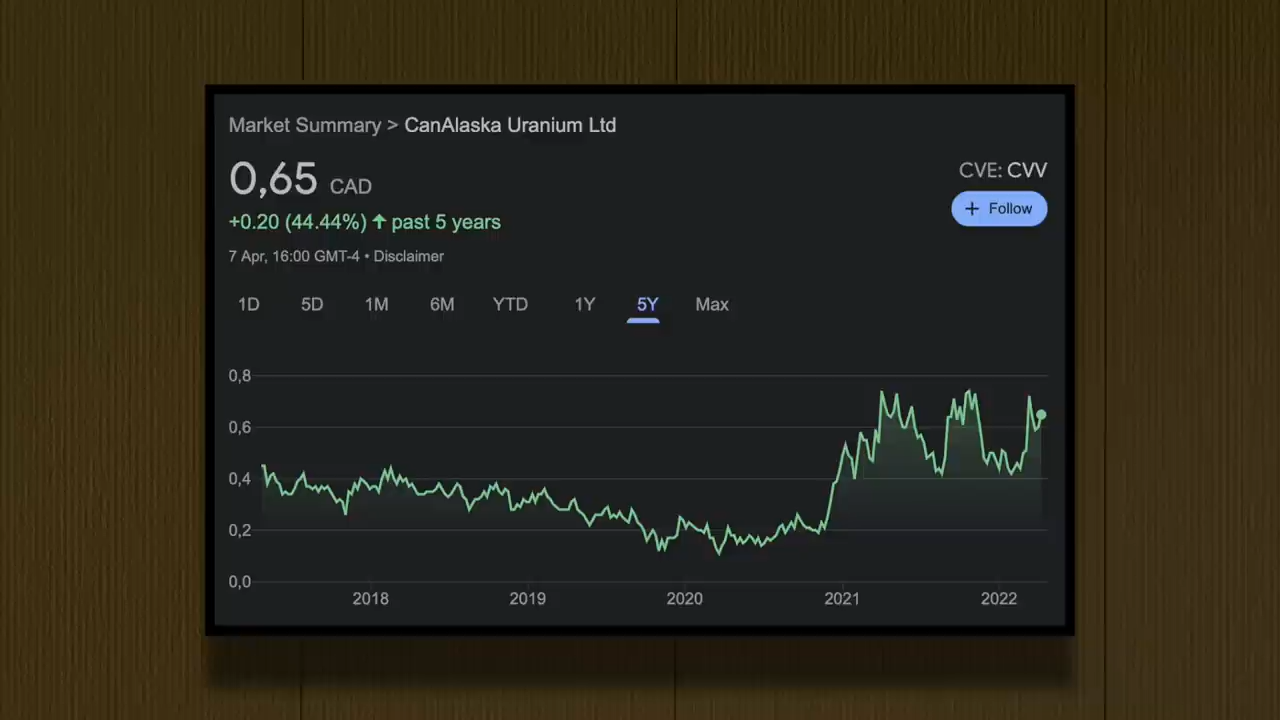 Market Summary > CanAlaska Uranium Ltd
0,65 CAD
CVE: CVV
+ Follow
+0.20 (44.44%) ↑ past 5 years
7 Apr, 16:00 GMT-4 • Disclaimer
1D 5D 1M 6M YTD 1Y 5Y Max
0,8
0,6
0,4
0,2
0,0
2018 2019 2020 2021 2022